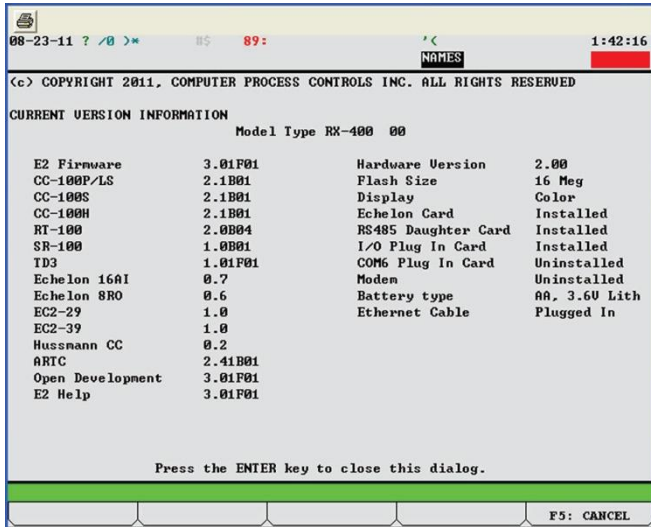 08-23-11 ? /0 )* #$ 89: '( 1:42:16
NAMES
(c) COPYRIGHT 2011, COMPUTER PROCESS CONTROLS INC. ALL RIGHTS RESERVED
CURRENT VERSION INFORMATION
Model Type RX-400 00
E2 Firmware 3.01F01 Hardware Version 2.00
CC-100P/LS 2.1B01 Flash Size 16 Meg
CC-100S 2.1B01 Display Color
CC-100H 2.1B01 Echelon Card Installed
RT-100 2.0B04 RS485 Daughter Card Installed
SR-100 1.0B01 I/O Plug In Card Installed
TD3 1.01F01 COM6 Plug In Card Uninstalled
Echelon 16AI 0.7 Modem Uninstalled
Echelon 8RO 0.6 Battery type AA, 3.6V Lith
EC2-29 1.0 Ethernet Cable Plugged In
EC2-39 1.0
Hussmann CC 0.2
ARTC 2.41B01
Open Development 3.01F01
E2 Help 3.01F01
Press the ENTER key to close this dialog.
F5: CANCEL